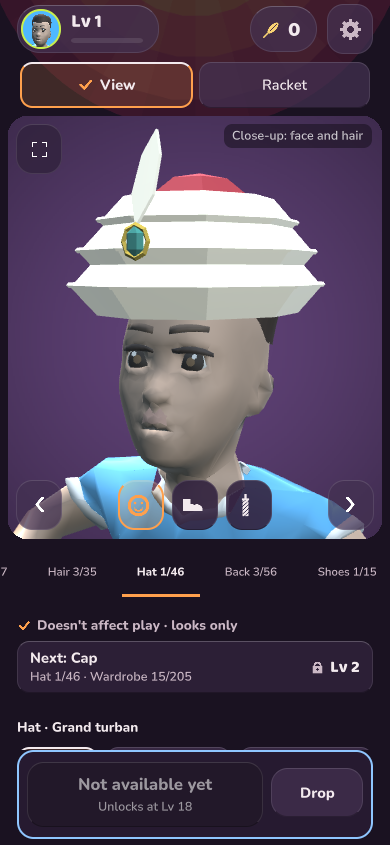 Lv 1
0
View
Racket
Close-up: face and hair
7
Hair 3/35
Hat 1/46
Back 3/56
Shoes 1/15
Doesn't affect play · looks only
Next: Cap
Hat 1/46 · Wardrobe 15/205
Lv 2
Hat · Grand turban
Not available yet
Unlocks at Lv 18
Drop